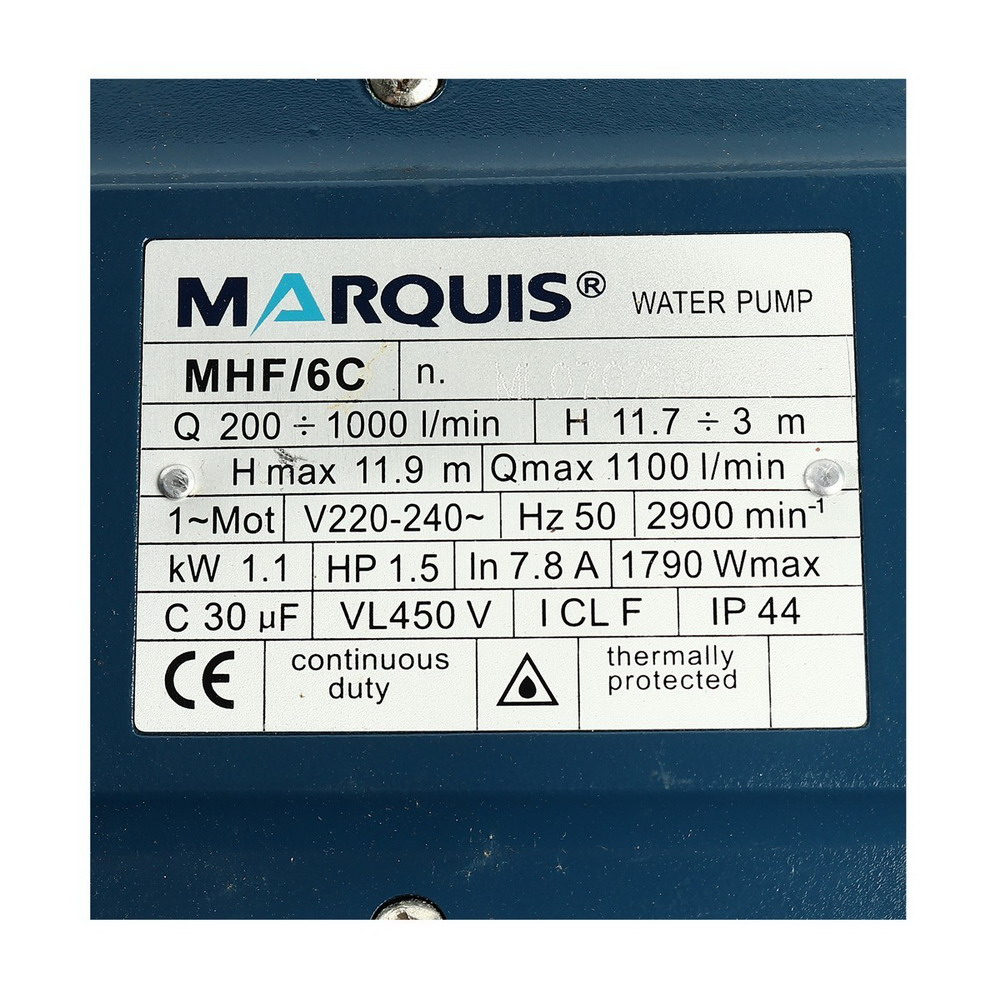 MARQUIS® WATER PUMP
MHF/6C n.
Q 200 ÷ 1000 l/min H 11.7 ÷ 3 m
H max 11.9 m Qmax 1100 l/min
1~Mot V220-240~ Hz 50 2900 min⁻¹
kW 1.1 HP 1.5 In 7.8 A 1790 Wmax
C 30 µF VL450 V I CL F IP 44
CE continuous duty thermally protected